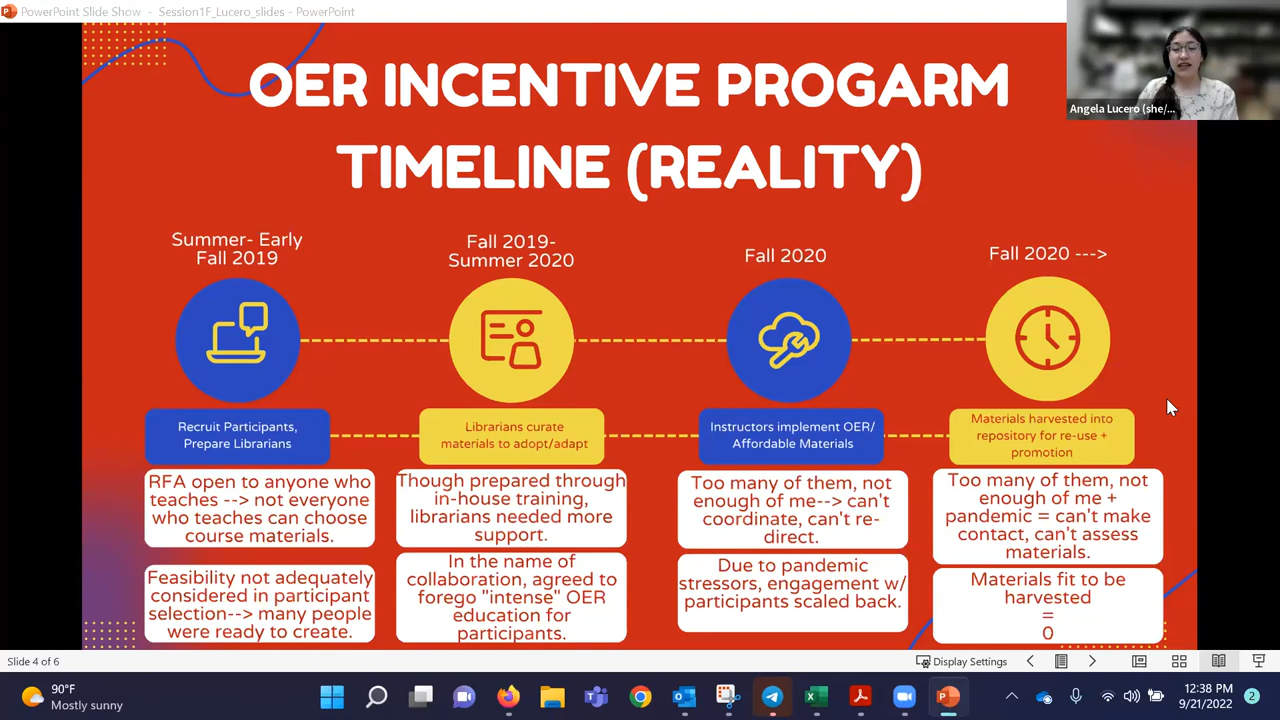 PowerPoint Slide Show - Session1F_Lucero_slides - PowerPoint
Angela Lucero (she/...
OER INCENTIVE PROGARM
TIMELINE (REALITY)
Summer- Early
Fall 2019
Fall 2019-
Summer 2020
Fall 2020
Fall 2020 --->
Recruit Participants,
Prepare Librarians
Librarians curate
materials to adopt/adapt
Instructors implement OER/
Affordable Materials
Materials harvested into
repository for re-use +
promotion
RFA open to anyone who
teaches --> not everyone
who teaches can choose
course materials.
Though prepared through
in-house training,
librarians needed more
support.
Too many of them, not
enough of me--> can't
coordinate, can't re-
direct.
Too many of them, not
enough of me +
pandemic = can't make
contact, can't assess
materials.
Feasibility not adequately
considered in participant
selection--> many people
were ready to create.
In the name of
collaboration, agreed to
forego "intense" OER
education for
participants.
Due to pandemic
stressors, engagement w/
participants scaled back.
Materials fit to be
harvested
=
0
Slide 4 of 6
Display Settings
90°F
Mostly sunny
12:38 PM
9/21/2022
2